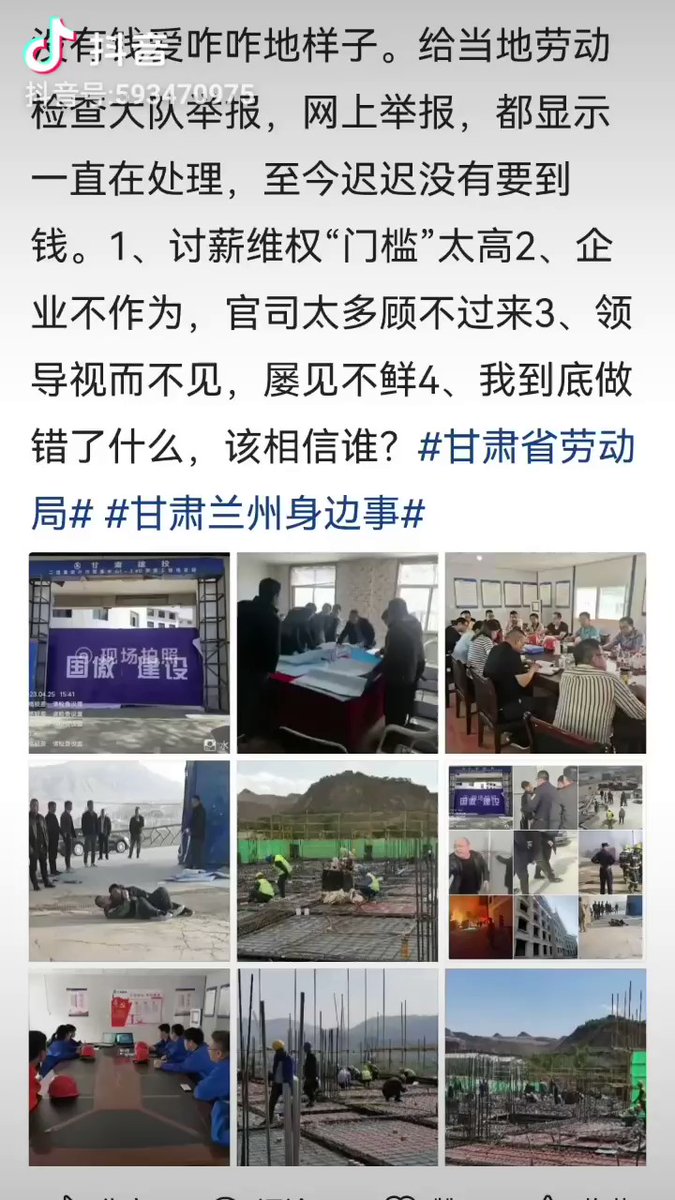 抖音
抖音号:593470975
没有钱爱咋咋地样子。给当地劳动
检查大队举报，网上举报，都显示
一直在处理，至今迟迟没有要到
钱。1、讨薪维权“门槛”太高2、企
业不作为，官司太多顾不过来3、领
导视而不见，屡见不鲜4、我到底做
错了什么，该相信谁？#甘肃省劳动
局# #甘肃兰州身边事#
甘肃建投
现场拍照
国傲 建设
23.04.25 15:41